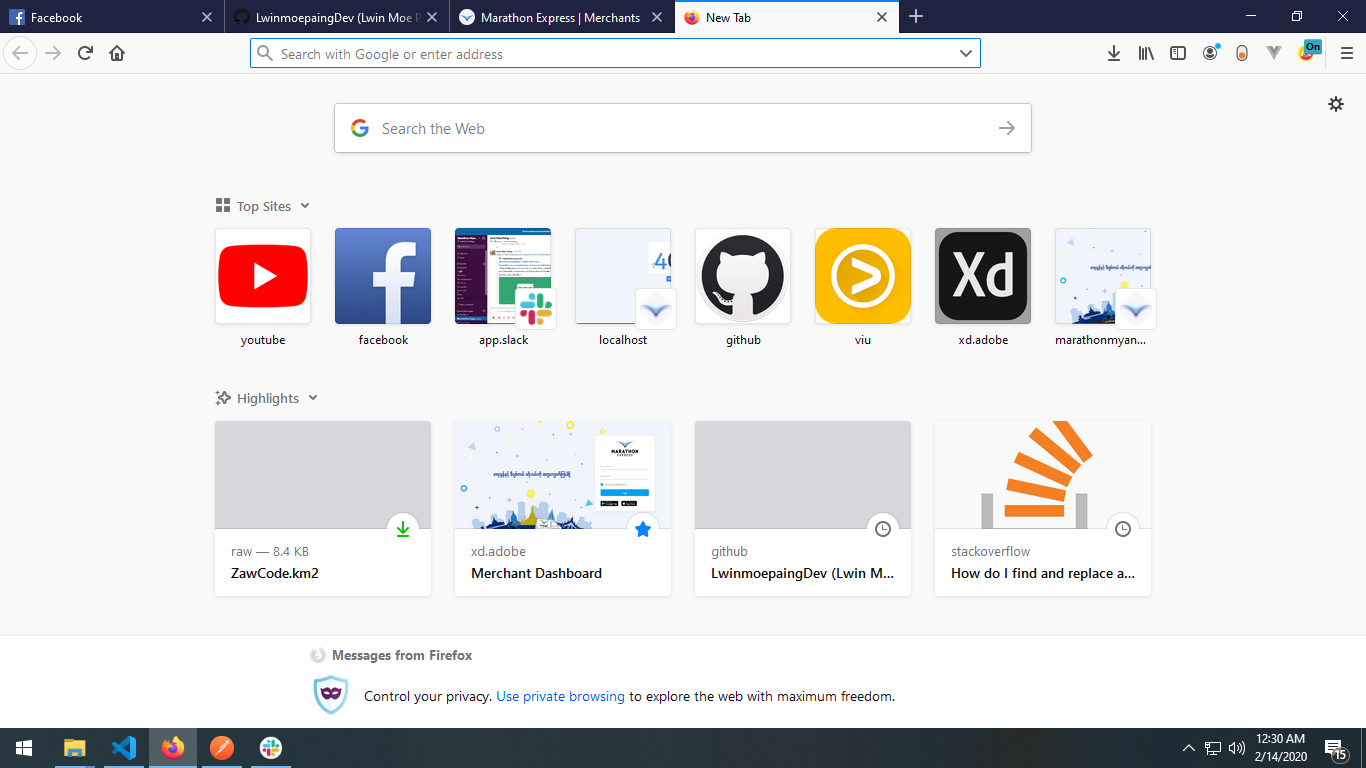 Facebook
LwinmoepaingDev (Lwin Moe P
Marathon Express | Merchants
New Tab
Search with Google or enter address
On
Search the Web
Top Sites
Xd
youtube
facebook
app.slack
localhost
github
viu
xd.adobe
marathonmyan...
Highlights
MARATHON
EXPRESS
raw — 8.4 KB
ZawCode.km2
xd.adobe
Merchant Dashboard
github
LwinmoepaingDev (Lwin M...
stackoverflow
How do I find and replace a...
Messages from Firefox
Control your privacy. Use private browsing to explore the web with maximum freedom.
12:30 AM
2/14/2020
15